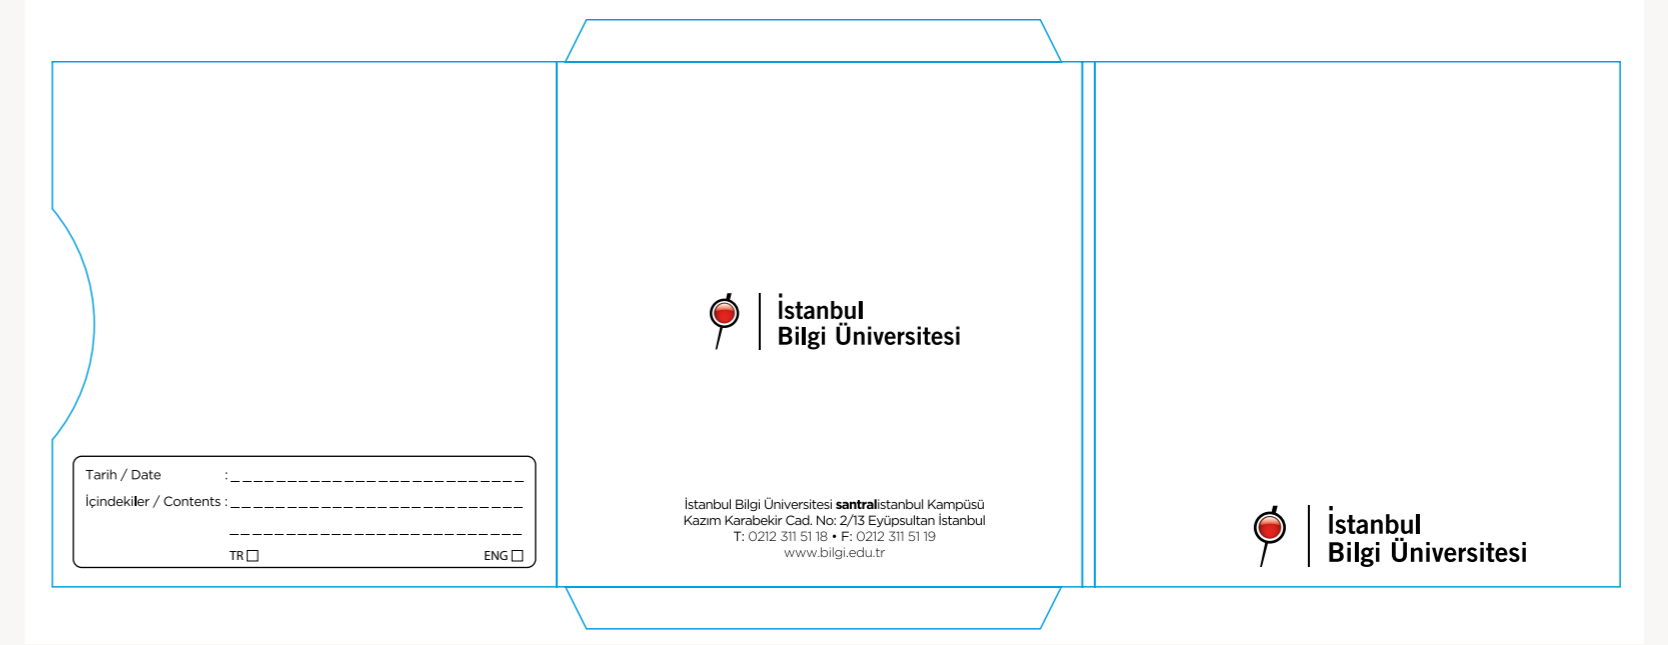 Tarih / Date :
İçindekiler / Contents :
TR ENG
İstanbul
Bilgi Üniversitesi
İstanbul Bilgi Üniversitesi santralistanbul Kampüsü
Kazım Karabekir Cad. No: 2/13 Eyüpsultan İstanbul
T: 0212 311 51 18 • F: 0212 311 51 19
www.bilgi.edu.tr
İstanbul
Bilgi Üniversitesi